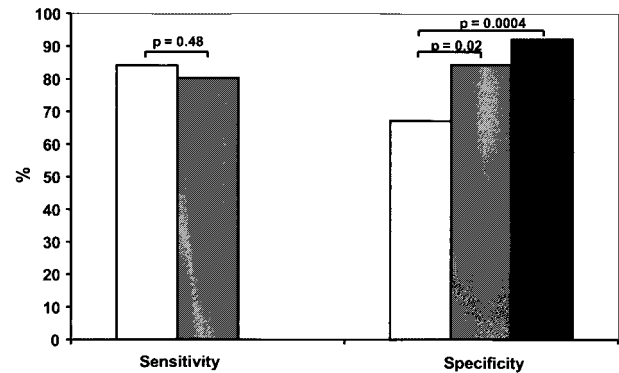 100
90
80
70
60
50
40
30
20
10
0
%
p = 0.48
p = 0.0004
p = 0.02
Sensitivity
Specificity